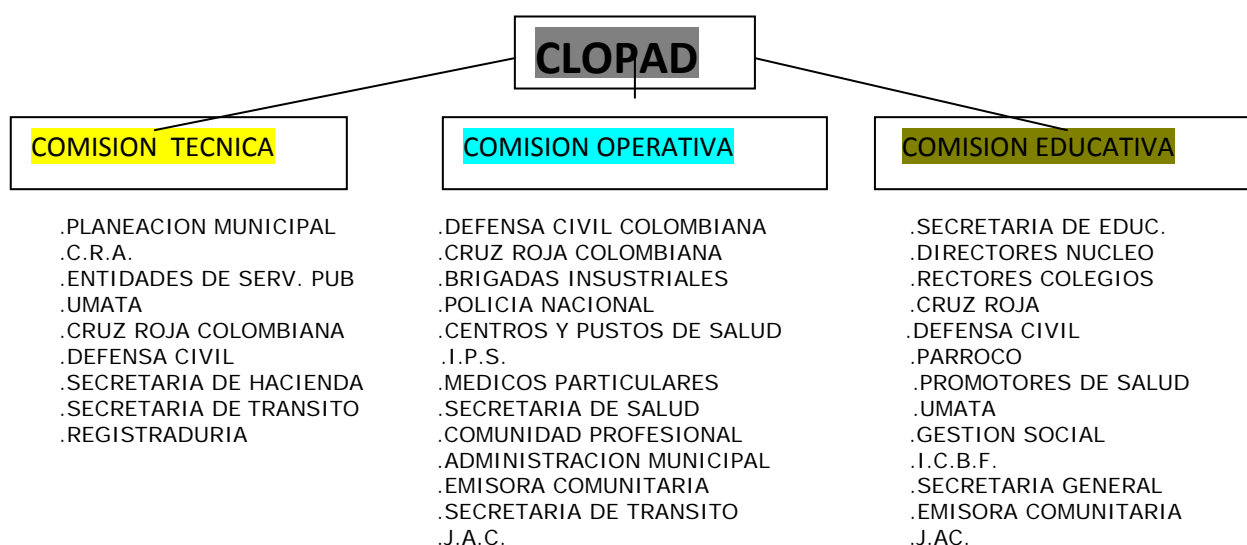 CLOPAD
COMISION TECNICA
.PLANEACION MUNICIPAL
.C.R.A.
.ENTIDADES DE SERV. PUB
.UMATA
.CRUZ ROJA COLOMBIANA
.DEFENSA CIVIL
.SECRETARIA DE HACIENDA
.SECRETARIA DE TRANSITO
.REGISTRADURIA
COMISION OPERATIVA
.DEFENSA CIVIL COLOMBIANA
.CRUZ ROJA COLOMBIANA
.BRIGADAS INSUSTRIALES
.POLICIA NACIONAL
.CENTROS Y PUSTOS DE SALUD
.I.P.S.
.MEDICOS PARTICULARES
.SECRETARIA DE SALUD
.COMUNIDAD PROFESIONAL
.ADMINISTRACION MUNICIPAL
.EMISORA COMUNITARIA
.SECRETARIA DE TRANSITO
.J.A.C.
COMISION EDUCATIVA
.SECRETARIA DE EDUC.
.DIRECTORES NUCLEO
.RECTORES COLEGIOS
.CRUZ ROJA
.DEFENSA CIVIL
.PARROCO
.PROMOTORES DE SALUD
.UMATA
.GESTION SOCIAL
.I.C.B.F.
.SECRETARIA GENERAL
.EMISORA COMUNITARIA
.J.AC.